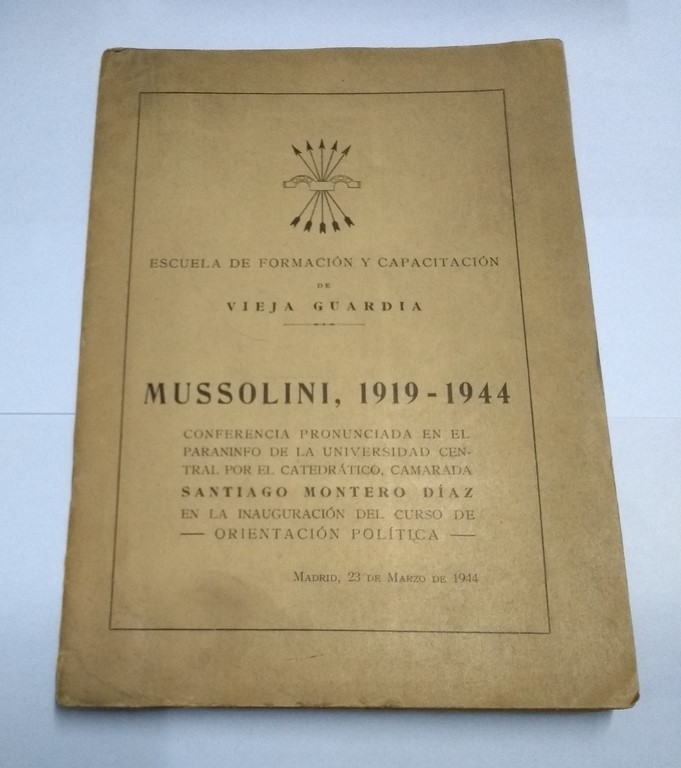 ESCUELA DE FORMACIÓN Y CAPACITACIÓN
DE
VIEJA GUARDIA
MUSSOLINI, 1919-1944
CONFERENCIA PRONUNCIADA EN EL
PARANINFO DE LA UNIVERSIDAD CEN-
TRAL POR EL CATEDRÁTICO, CAMARADA
SANTIAGO MONTERO DÍAZ
EN LA INAUGURACIÓN DEL CURSO DE
— ORIENTACIÓN POLÍTICA —
MADRID, 23 DE MARZO DE 1944